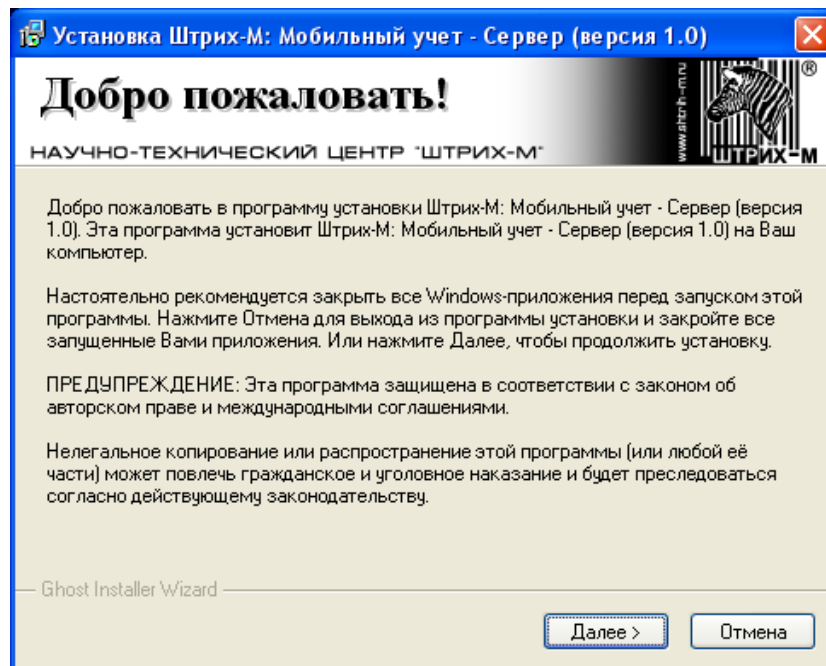 Установка Штрих-М: Мобильный учет - Сервер (версия 1.0)
Добро пожаловать!
НАУЧНО-ТЕХНИЧЕСКИЙ ЦЕНТР "ШТРИХ-М"
www.shtrih-m.ru
®
ШТРИХ-М
Добро пожаловать в программу установки Штрих-М: Мобильный учет - Сервер (версия
1.0). Эта программа установит Штрих-М: Мобильный учет - Сервер (версия 1.0) на Ваш
компьютер.
Настоятельно рекомендуется закрыть все Windows-приложения перед запуском этой
программы. Нажмите Отмена для выхода из программы установки и закройте все
запущенные Вами приложения. Или нажмите Далее, чтобы продолжить установку.
ПРЕДУПРЕЖДЕНИЕ: Эта программа защищена в соответствии с законом об
авторском праве и международными соглашениями.
Нелегальное копирование или распространение этой программы (или любой её
части) может повлечь гражданское и уголовное наказание и будет преследоваться
согласно действующему законодательству.
Ghost Installer Wizard
Далее >
Отмена